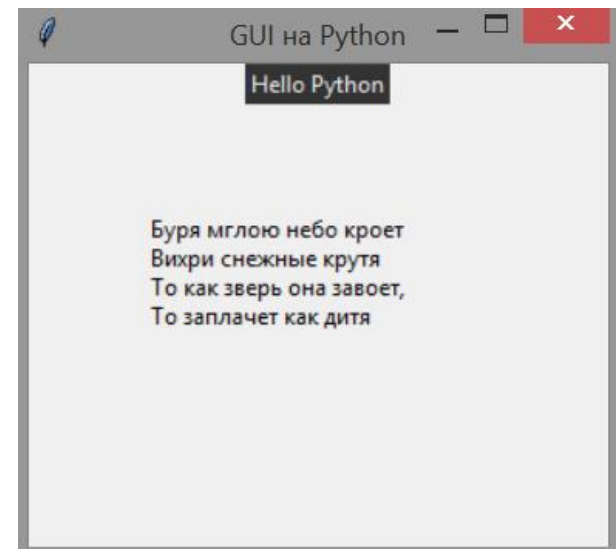 GUI на Python
Hello Python
Буря мглою небо кроет
Вихри снежные крутя
То как зверь она завоет,
То заплачет как дитя